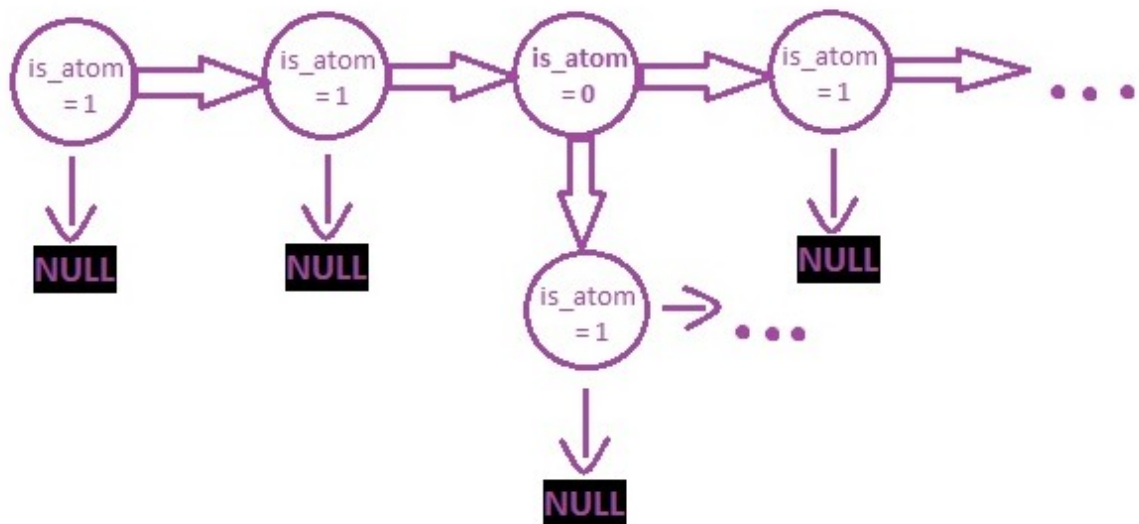 is_atom
= 1
is_atom
= 1
is_atom
= 0
is_atom
= 1
NULL
NULL
NULL
is_atom
= 1
NULL